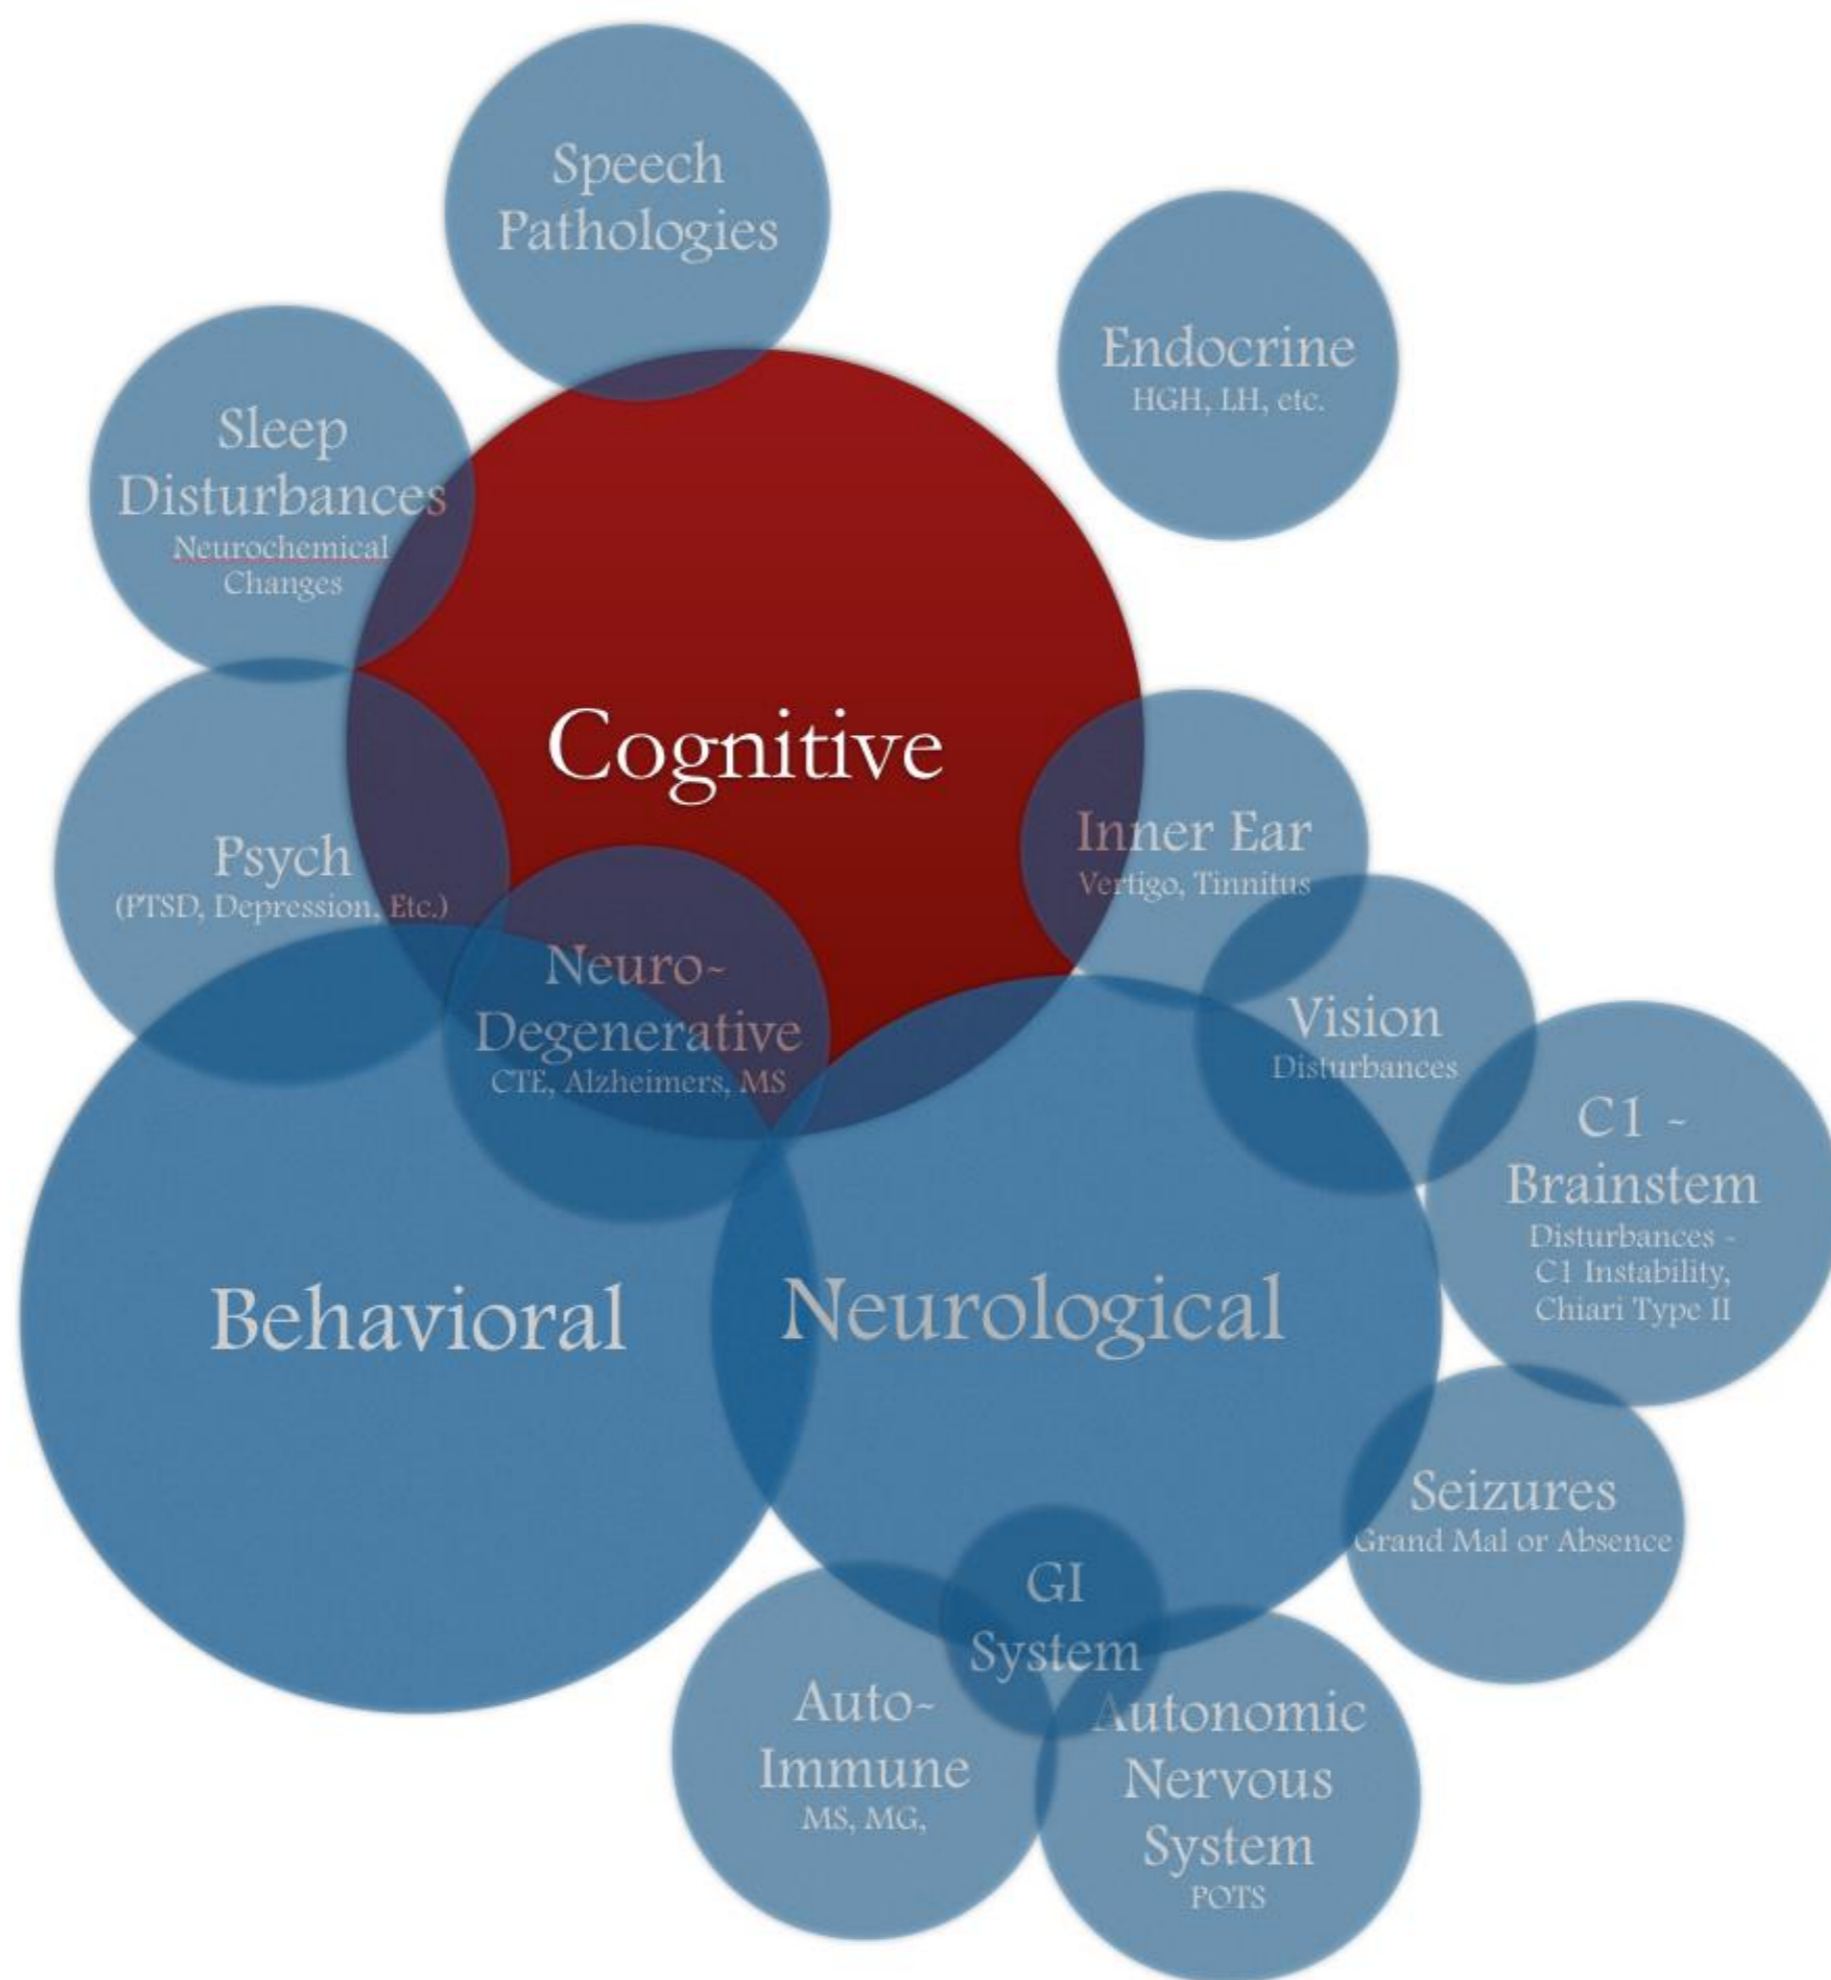 Speech
Pathologies
Endocrine
HGH, LH, etc.
Sleep
Disturbances
Neurochemical
Changes
Cognitive
Inner Ear
Vertigo, Tinnitus
Psych
(PTSD, Depression, Etc.)
Neuro-
Degenerative
CTE, Alzheimers, MS
Vision
Disturbances
C1 -
Brainstem
Disturbances -
C1 Instability,
Chiari Type II
Behavioral
Neurological
Seizures
Grand Mal or Absence
GI
System
Auto-
Immune
MS, MG,
Autonomic
Nervous
System
POTS